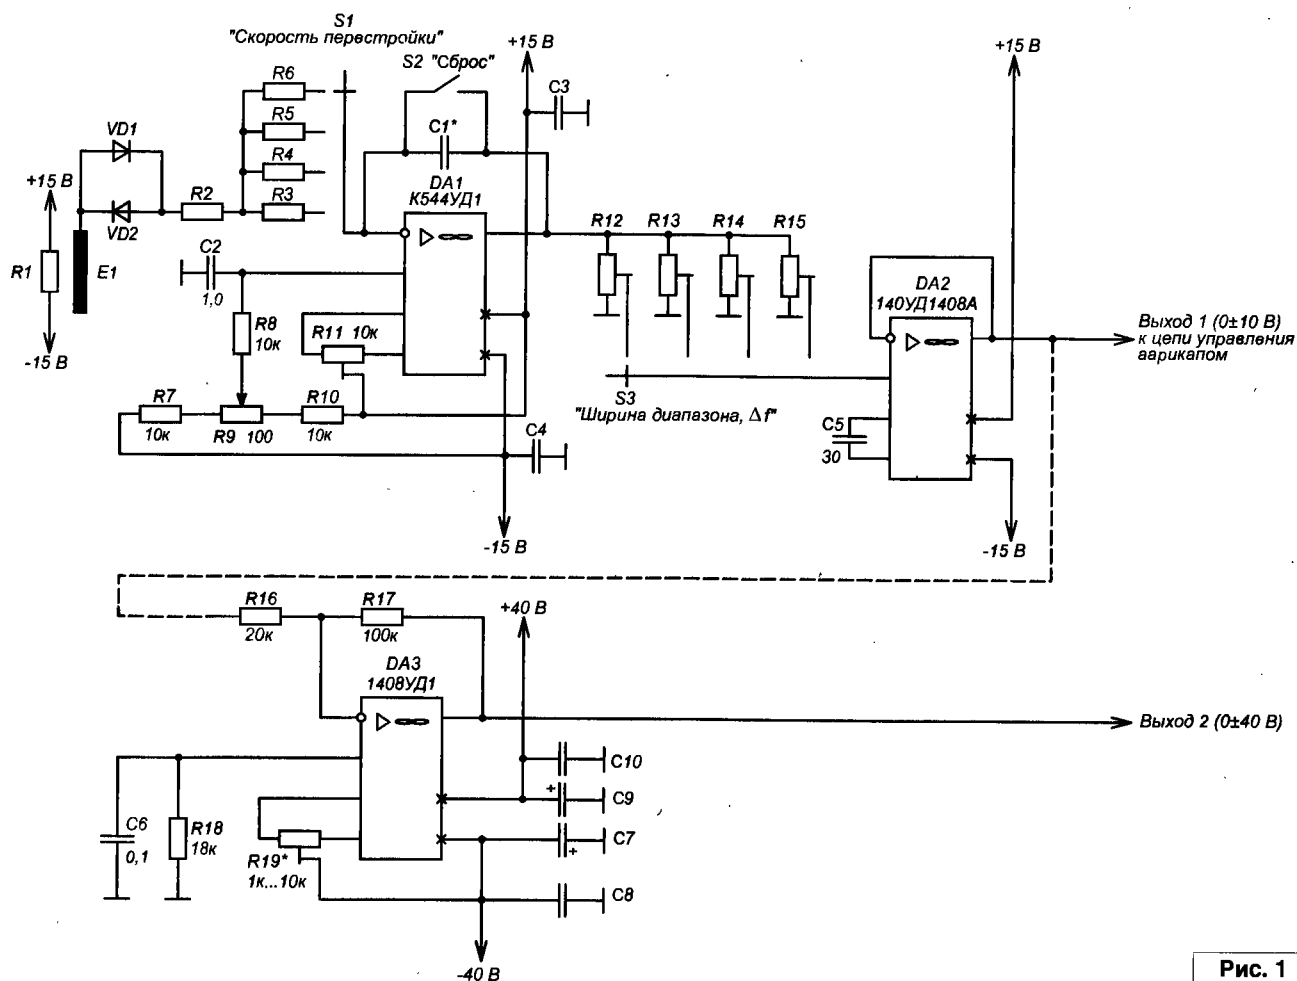 S1
"Скорость перестройки"
+15 В
S2 "Сброс"
+15 В
R6
C3
VD1
R5
C1*
R4
DA1
К544УД1
+15 В
R2
R3
VD2
R12
R13
R14
R15
R1
E1
C2
1,0
DA2
140УД1408А
R8
10к
R11 10к
Выход 1 (0±10 В)
к цепи управления
аарикапом
-15 В
S3
"Ширина диапазона, Δf"
R7
10к
R9 100
R10
10к
C4
C5
30
-15 В
-15 В
R16
20к
R17
100к
+40 В
DA3
1408УД1
Выход 2 (0±40 В)
C10
C9
+
C6
0,1
R18
18к
R19*
1к...10к
C7
+
C8
-40 В
Рис. 1